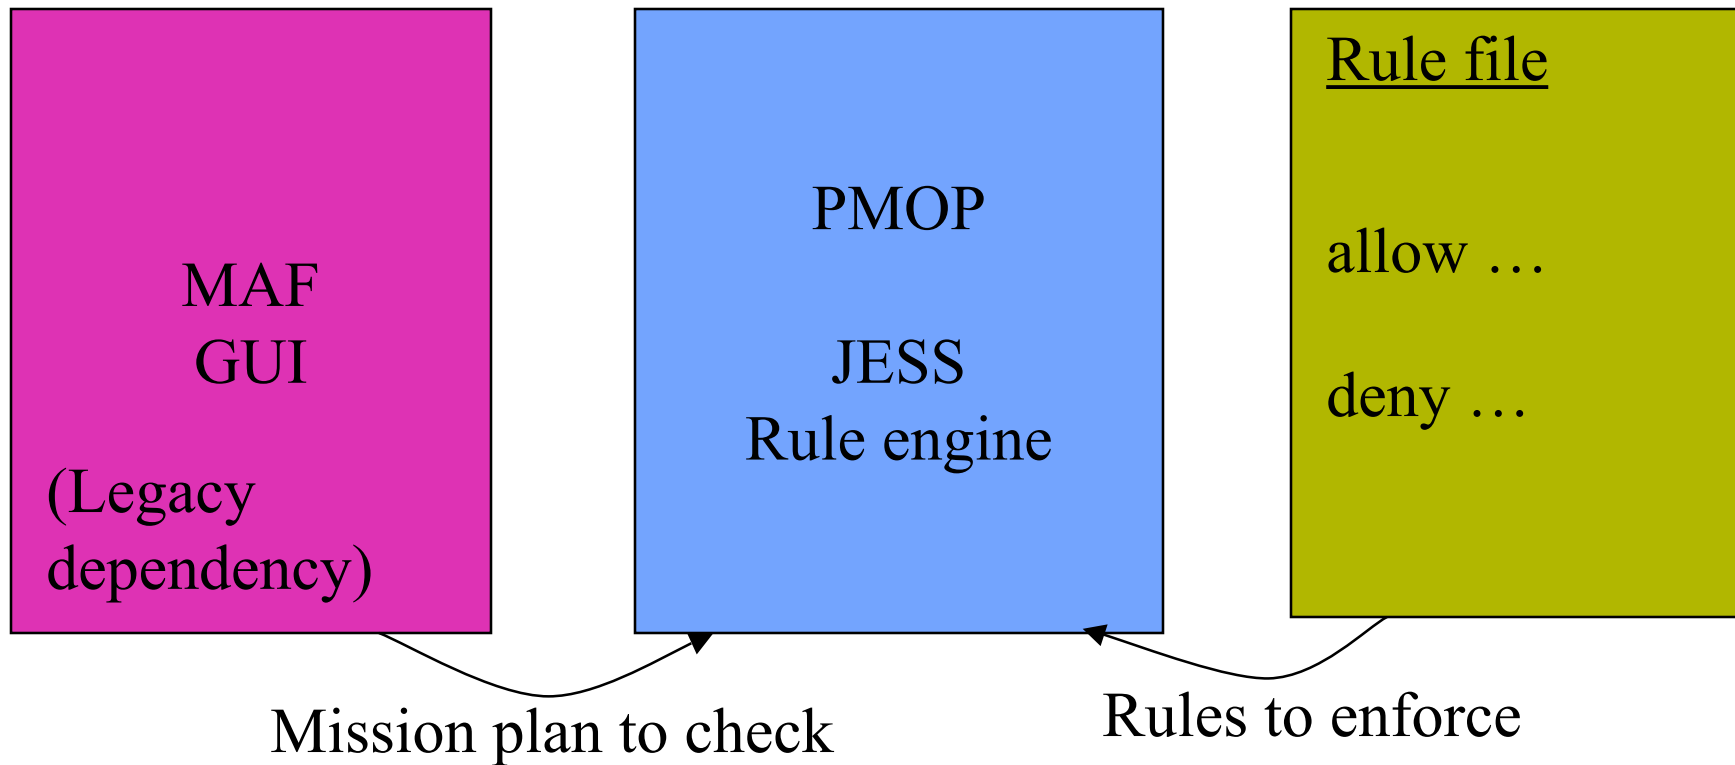 MAF
GUI
(Legacy
dependency)
PMOP
JESS
Rule engine
Rule file
allow …
deny …
Mission plan to check
Rules to enforce